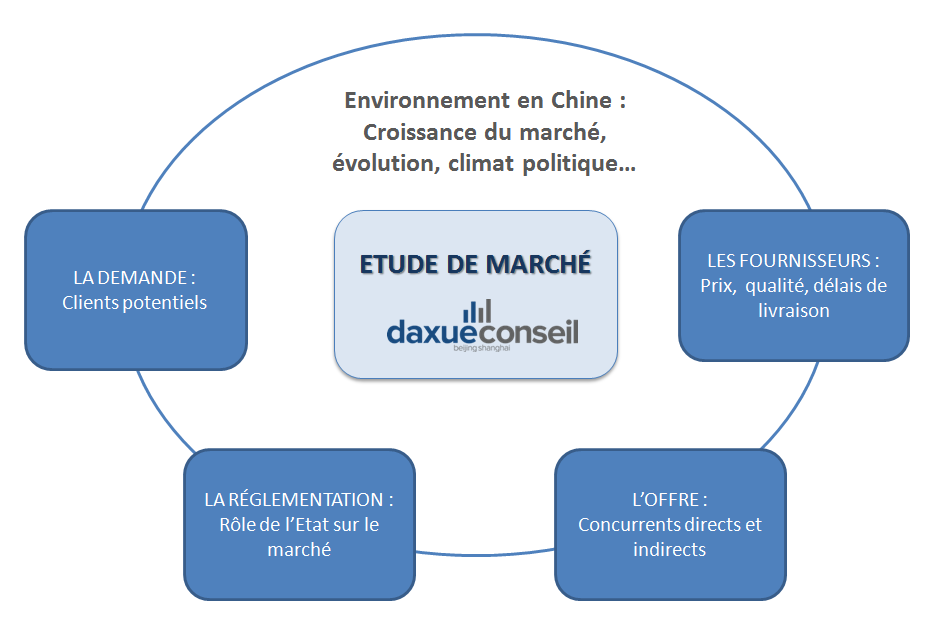 Environnement en Chine :
Croissance du marché,
évolution, climat politique…
LA DEMANDE :
Clients potentiels
ETUDE DE MARCHÉ
daxueconseil
beijing shanghai
LES FOURNISSEURS :
Prix, qualité, délais de
livraison
LA RÉGLEMENTATION :
Rôle de l’Etat sur le
marché
L’OFFRE :
Concurrents directs et
indirects